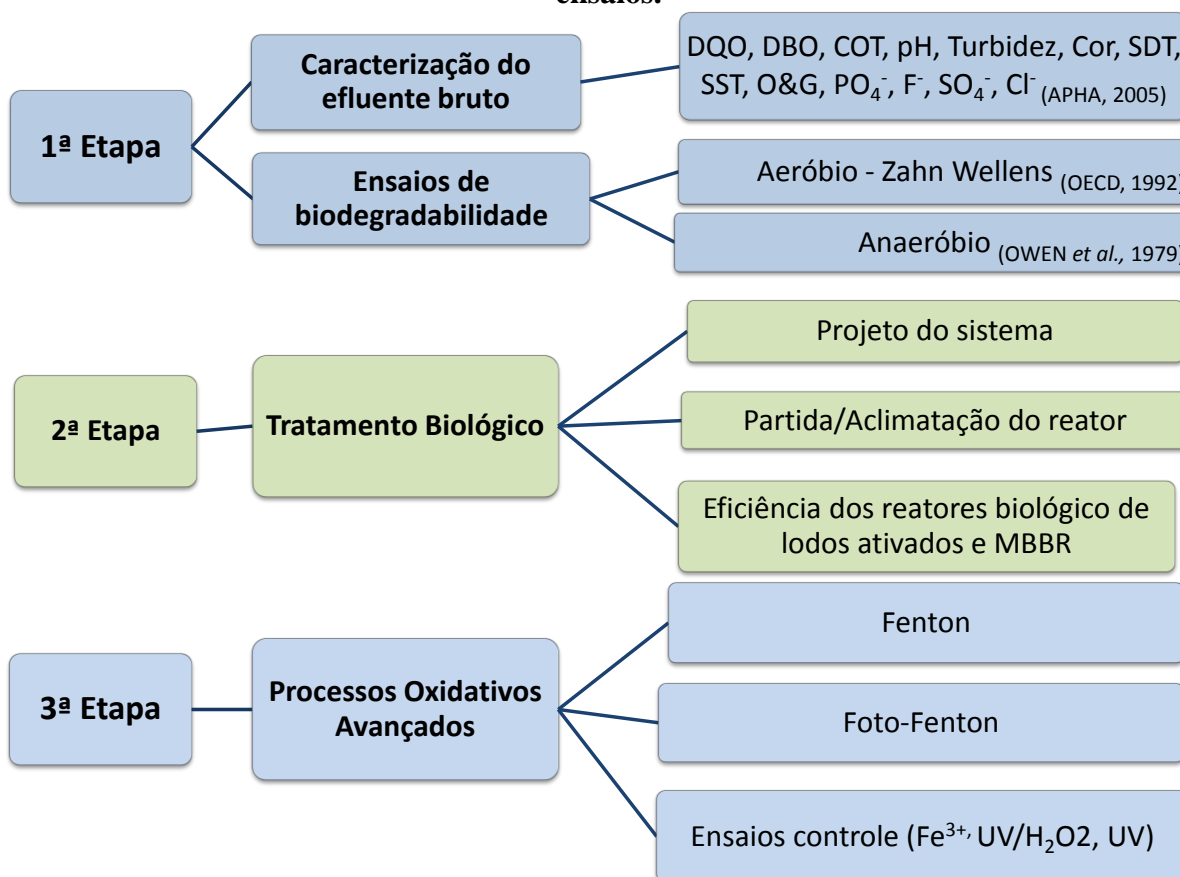 ensaios.
1ª Etapa
Caracterização do
efluente bruto
DQO, DBO, COT, pH, Turbidez, Cor, SDT,
SST, O&G, PO₄⁻, F⁻, SO₄⁻, Cl⁻ (APHA, 2005)
Ensaios de
biodegradabilidade
Aeróbio - Zahn Wellens (OECD, 1992)
Anaeróbio (OWEN et al., 1979)
2ª Etapa
Tratamento Biológico
Projeto do sistema
Partida/Aclimatação do reator
Eficiência dos reatores biológico de
lodos ativados e MBBR
3ª Etapa
Processos Oxidativos
Avançados
Fenton
Foto-Fenton
Ensaios controle (Fe³⁺, UV/H₂O2, UV)